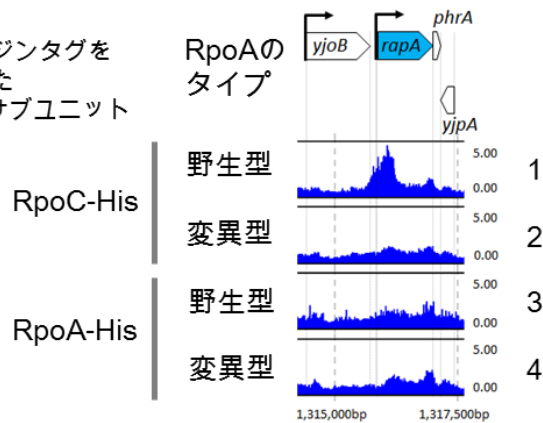 phrA
ジンタグを
RpoAの
yjoB
rapA
た
タイプ
サブユニット
yjpA
野生型
5.00
0.00
1
RpoC-His
変異型
5.00
0.00
2
野生型
5.00
0.00
3
RpoA-His
変異型
5.00
0.00
4
1,315,000bp
1,317,500bp